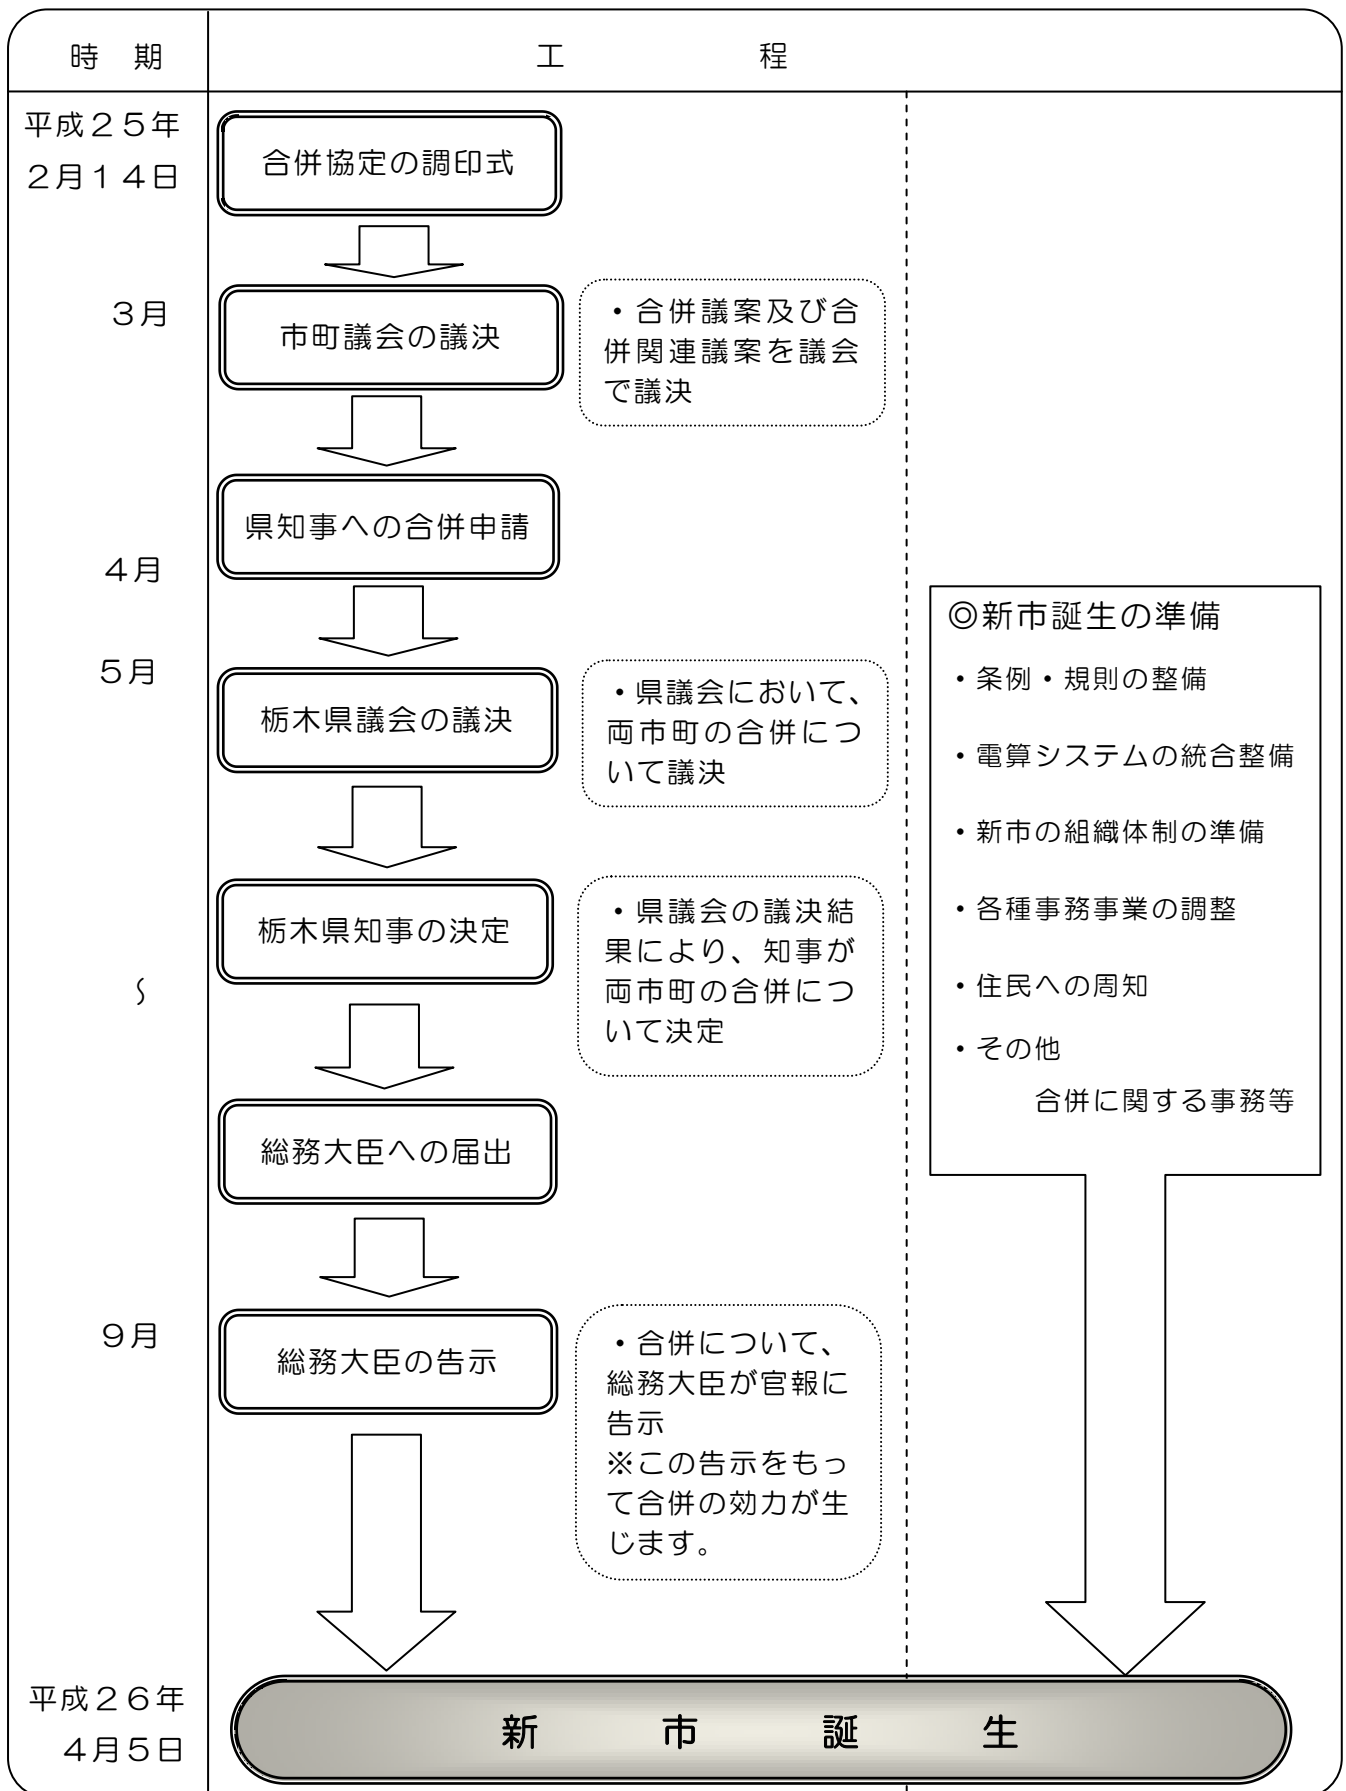 時　期
工　程
平成２５年
２月１４日
合併協定の調印式
３月
市町議会の議決
・合併議案及び合
併関連議案を議会
で議決
県知事への合併申請
４月
５月
栃木県議会の議決
・県議会において、
両市町の合併につ
いて議決
栃木県知事の決定
・県議会の議決結
果により、知事が
両市町の合併につ
いて決定
～
総務大臣への届出
９月
総務大臣の告示
・合併について、
総務大臣が官報に
告示
※この告示をもっ
て合併の効力が生
じます。
◎新市誕生の準備
・条例・規則の整備
・電算システムの統合整備
・新市の組織体制の準備
・各種事務事業の調整
・住民への周知
・その他
合併に関する事務等
平成２６年
４月５日
新　市　誕　生